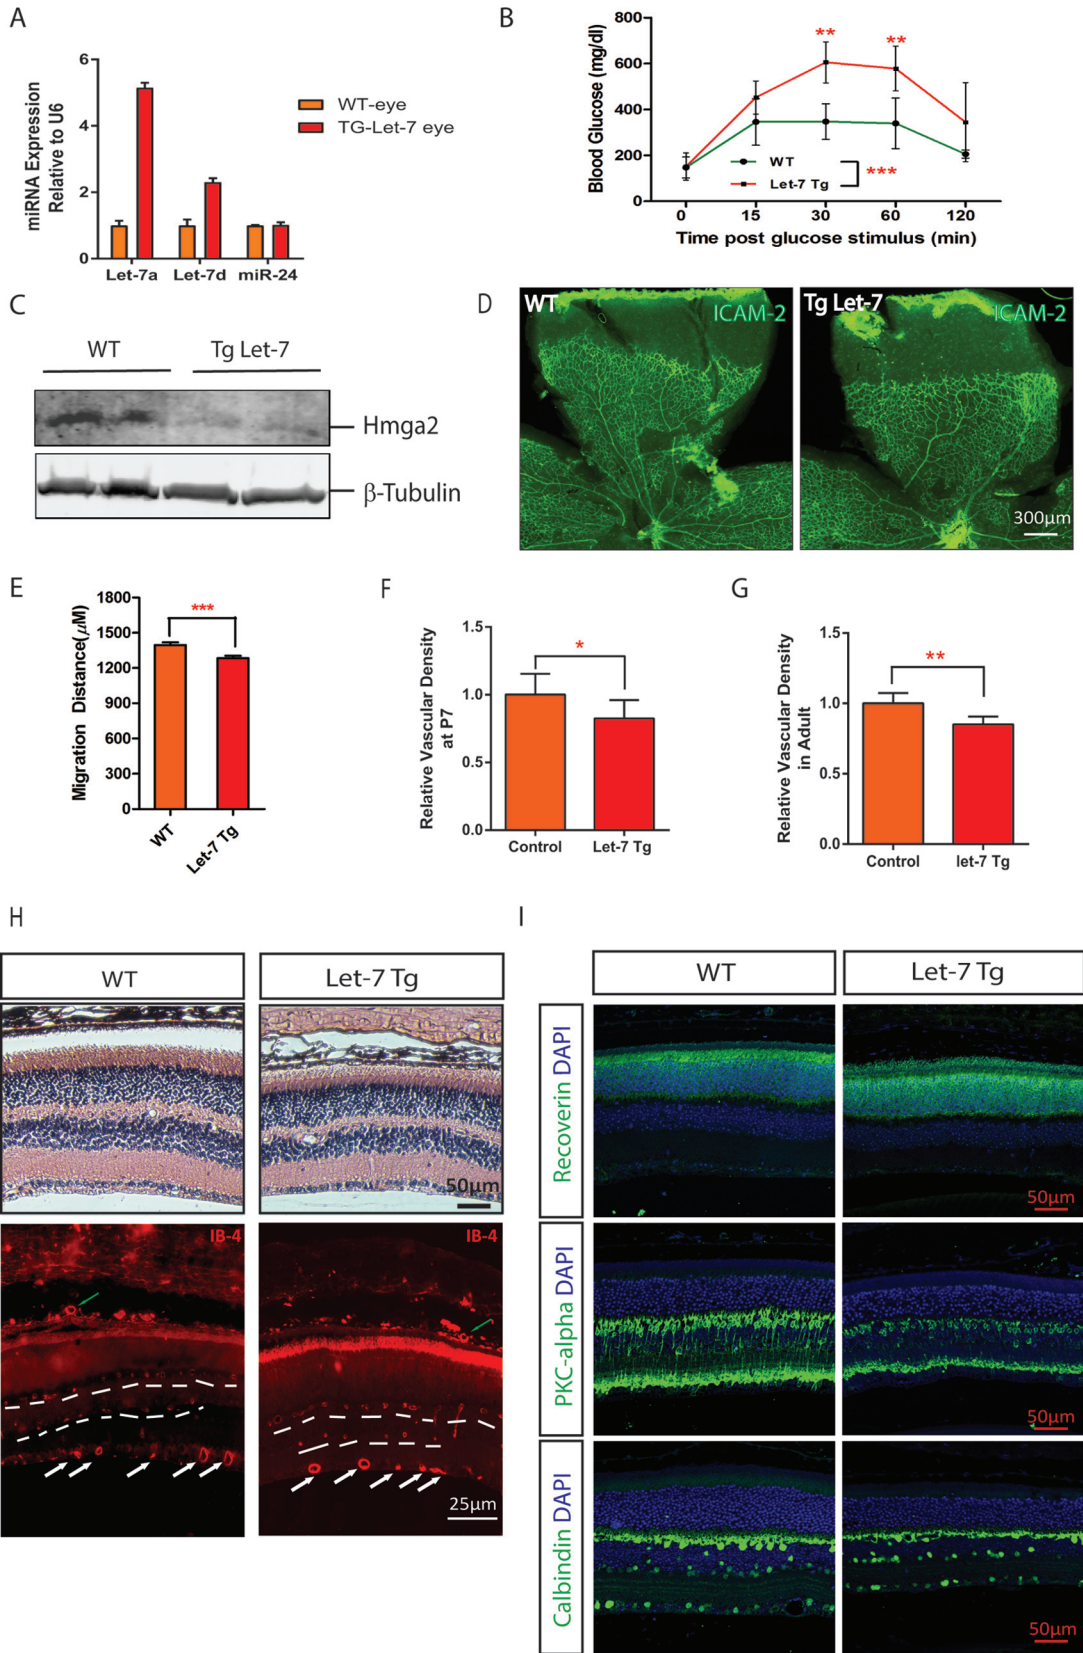 A
miRNA Expression
Relative to U6
6
4
2
0
WT-eye
TG-Let-7 eye
Let-7a Let-7d miR-24
B
Blood Glucose (mg/dl)
800
600
400
200
0
** **
WT
Let-7 Tg
***
0 15 30 60 120
Time post glucose stimulus (min)
C
WT Tg Let-7
Hmga2
β-Tubulin
D
WT
ICAM-2
Tg Let-7
ICAM-2
300μm
E
Migration Distance(μM)
1800
1500
1200
900
600
300
0
***
WT
Let-7 Tg
F
Relative Vascular Density
at P7
1.5
1.0
0.5
0.0
*
Control Let-7 Tg
G
Relative Vascular Density
in Adult
1.5
1.0
0.5
0.0
**
Control let-7 Tg
H
WT Let-7 Tg
50μm
IB-4
IB-4
25μm
I
WT Let-7 Tg
Recoverin DAPI
50μm
PKC-alpha DAPI
50μm
Calbindin DAPI
50μm